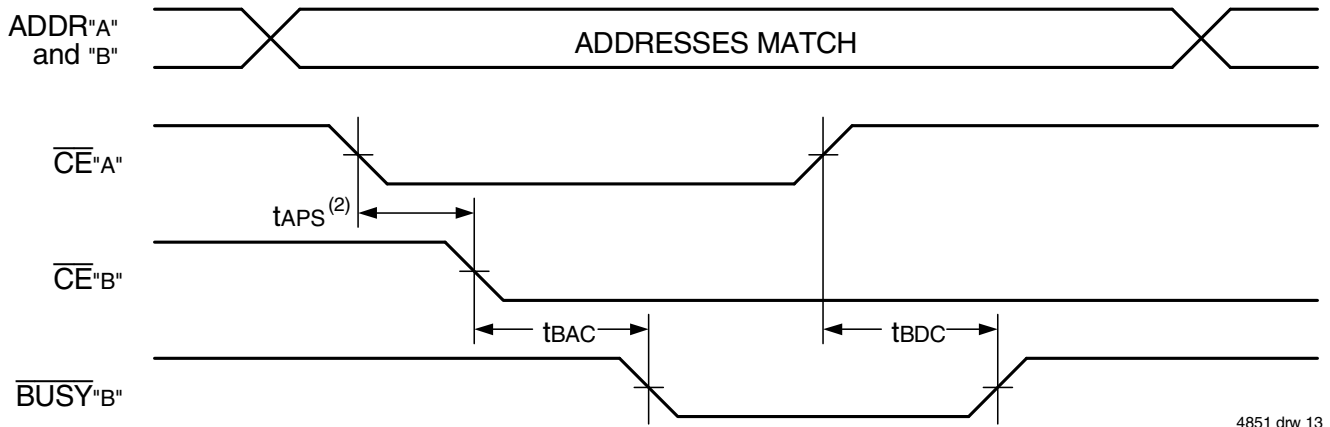 ADDR"A"
and "B"
ADDRESSES MATCH
CE"A"
tAPS(2)
CE"B"
tBAC
tBDC
BUSY"B"
4851 drw 13